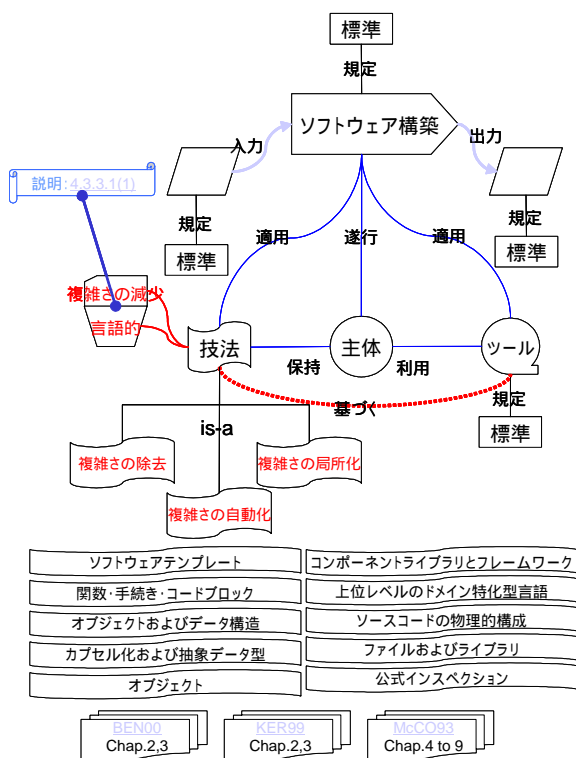 標準
規定
ソフトウェア構築
入力
出力
説明:4.3.3.1(1)
規定
標準
規定
標準
適用
遂行
適用
複雑さの減少
言語的
技法
主体
ツール
保持
利用
基づく
規定
標準
is-a
複雑さの除去
複雑さの局所化
複雑さの自動化
ソフトウェアテンプレート
コンポーネントライブラリとフレームワーク
関数・手続き・コードブロック
上位レベルのドメイン特化型言語
オブジェクトおよびデータ構造
ソースコードの物理的構成
カプセル化および抽象データ型
ファイルおよびライブラリ
オブジェクト
公式インスペクション
BEN00
Chap.2,3
KER99
Chap.2,3
McCO93
Chap.4 to 9